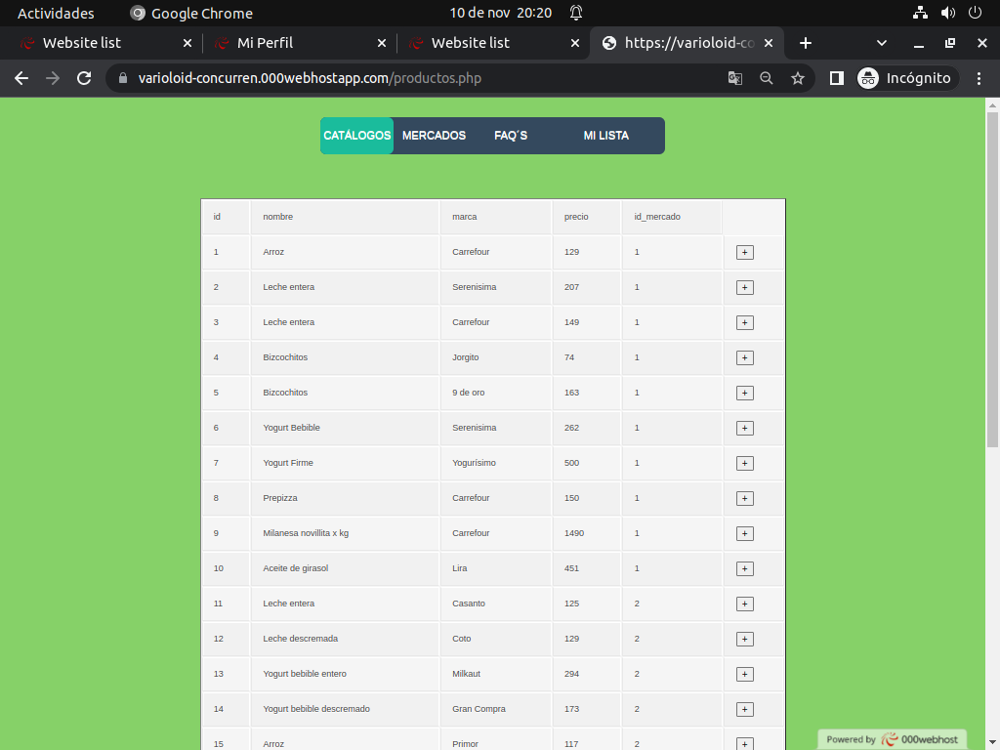 Actividades Google Chrome 10 de nov 20:20
Website list Mi Perfil Website list https://varioloid-co
varioloid-concurren.000webhostapp.com/productos.php Incógnito
CATÁLOGOS MERCADOS FAQ´S MI LISTA
id nombre marca precio id_mercado
1 Arroz Carrefour 129 1 +
2 Leche entera Serenisima 207 1 +
3 Leche entera Carrefour 149 1 +
4 Bizcochitos Jorgito 74 1 +
5 Bizcochitos 9 de oro 163 1 +
6 Yogurt Bebible Serenisima 262 1 +
7 Yogurt Firme Yogurísimo 500 1 +
8 Prepizza Carrefour 150 1 +
9 Milanesa novillita x kg Carrefour 1490 1 +
10 Aceite de girasol Lira 451 1 +
11 Leche entera Casanto 125 2 +
12 Leche descremada Coto 129 2 +
13 Yogurt bebible entero Milkaut 294 2 +
14 Yogurt bebible descremado Gran Compra 173 2 +
15 Arroz Primor 117 2 +
Powered by 000webhost